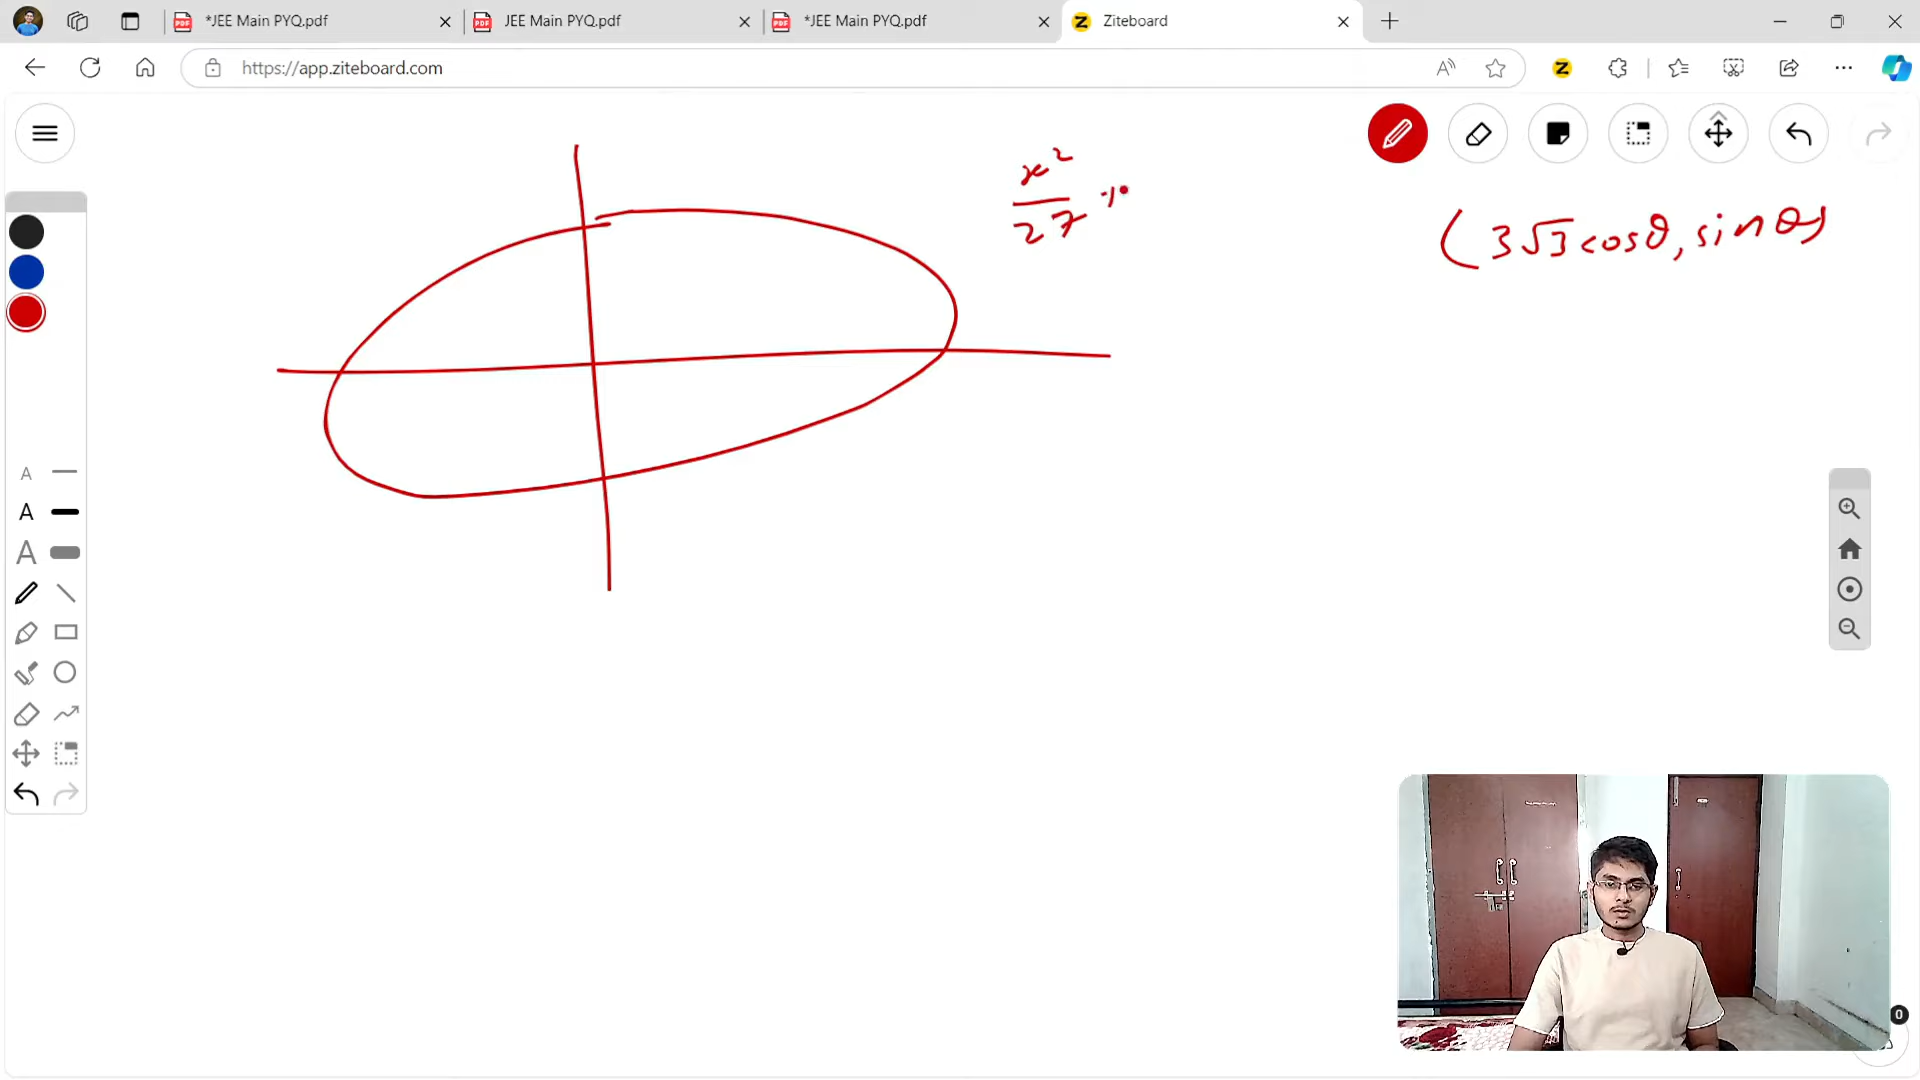 *JEE Main PYQ.pdf
JEE Main PYQ.pdf
*JEE Main PYQ.pdf
Ziteboard
https://app.ziteboard.com
x²
27
(3√3 cosθ, sinθ)
A
A
A
0